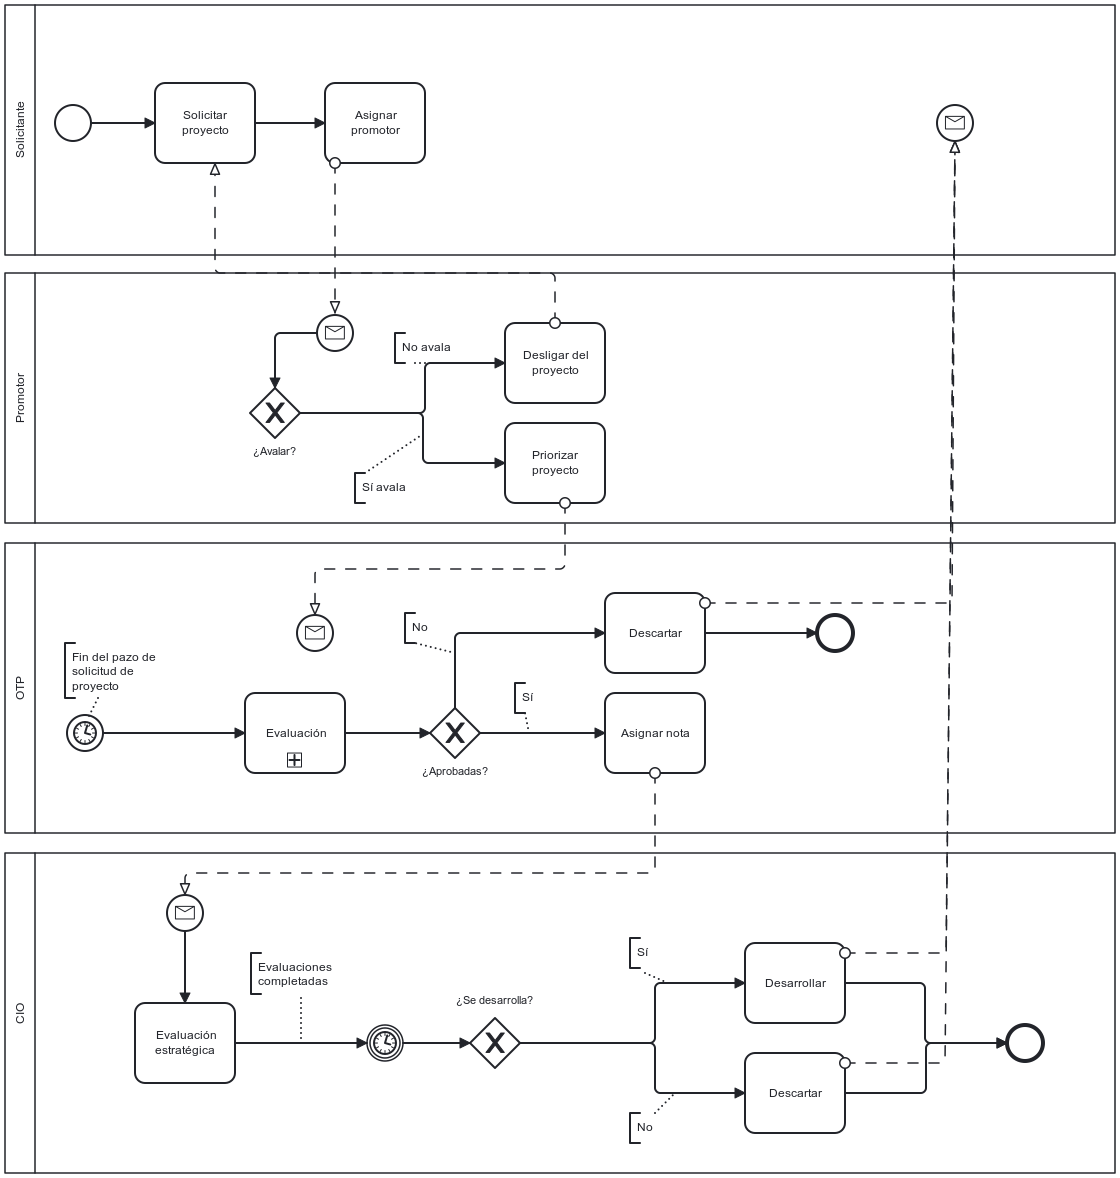 Solicitante
Solicitar
proyecto
Asignar
promotor
Promotor
No avala
Desligar del
proyecto
¿Avalar?
Priorizar
proyecto
Sí avala
OTP
No
Descartar
Fin del pazo de
solicitud de
proyecto
Sí
Evaluación
Asignar nota
¿Aprobadas?
CIO
Evaluaciones
completadas
Sí
Desarrollar
¿Se desarrolla?
Evaluación
estratégica
Descartar
No